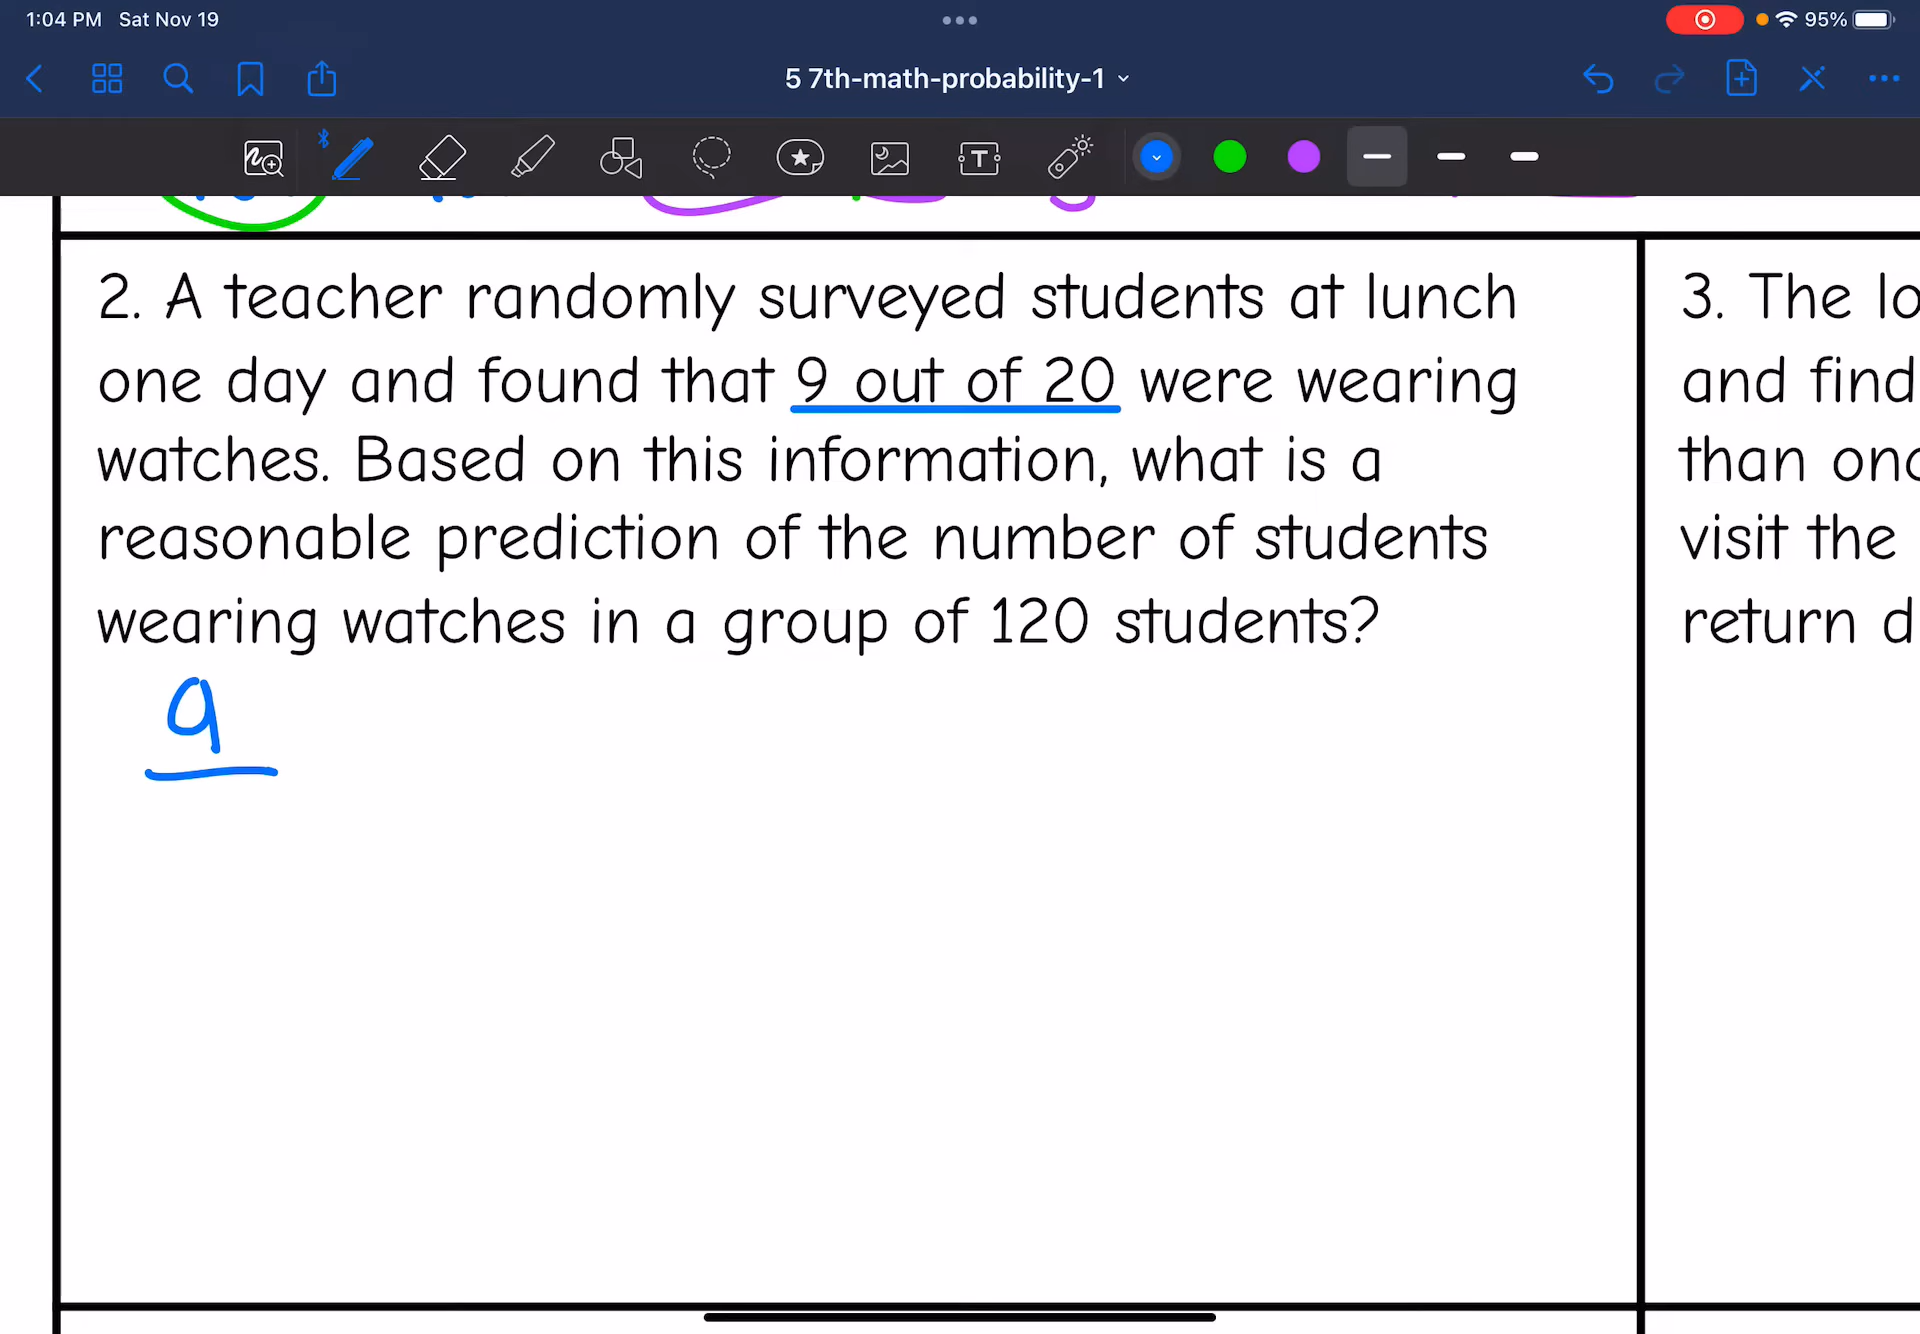 1:04 PM Sat Nov 19
95%
5 7th-math-probability-1
2. A teacher randomly surveyed students at lunch
one day and found that 9 out of 20 were wearing
watches. Based on this information, what is a
reasonable prediction of the number of students
wearing watches in a group of 120 students?
9
3. The lo
and find
than onc
visit the
return d